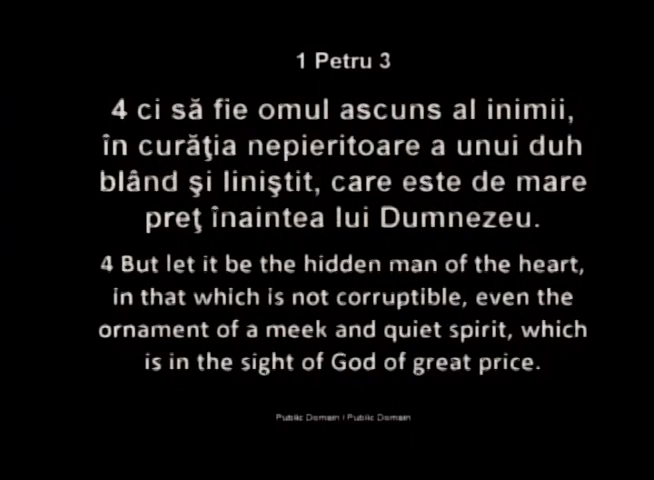 1 Petru 3
4 ci să fie omul ascuns al inimii,
în curăţia nepieritoare a unui duh
blând şi liniştit, care este de mare
preţ înaintea lui Dumnezeu.
4 But let it be the hidden man of the heart,
in that which is not corruptible, even the
ornament of a meek and quiet spirit, which
is in the sight of God of great price.
Public Domain / Public Domain